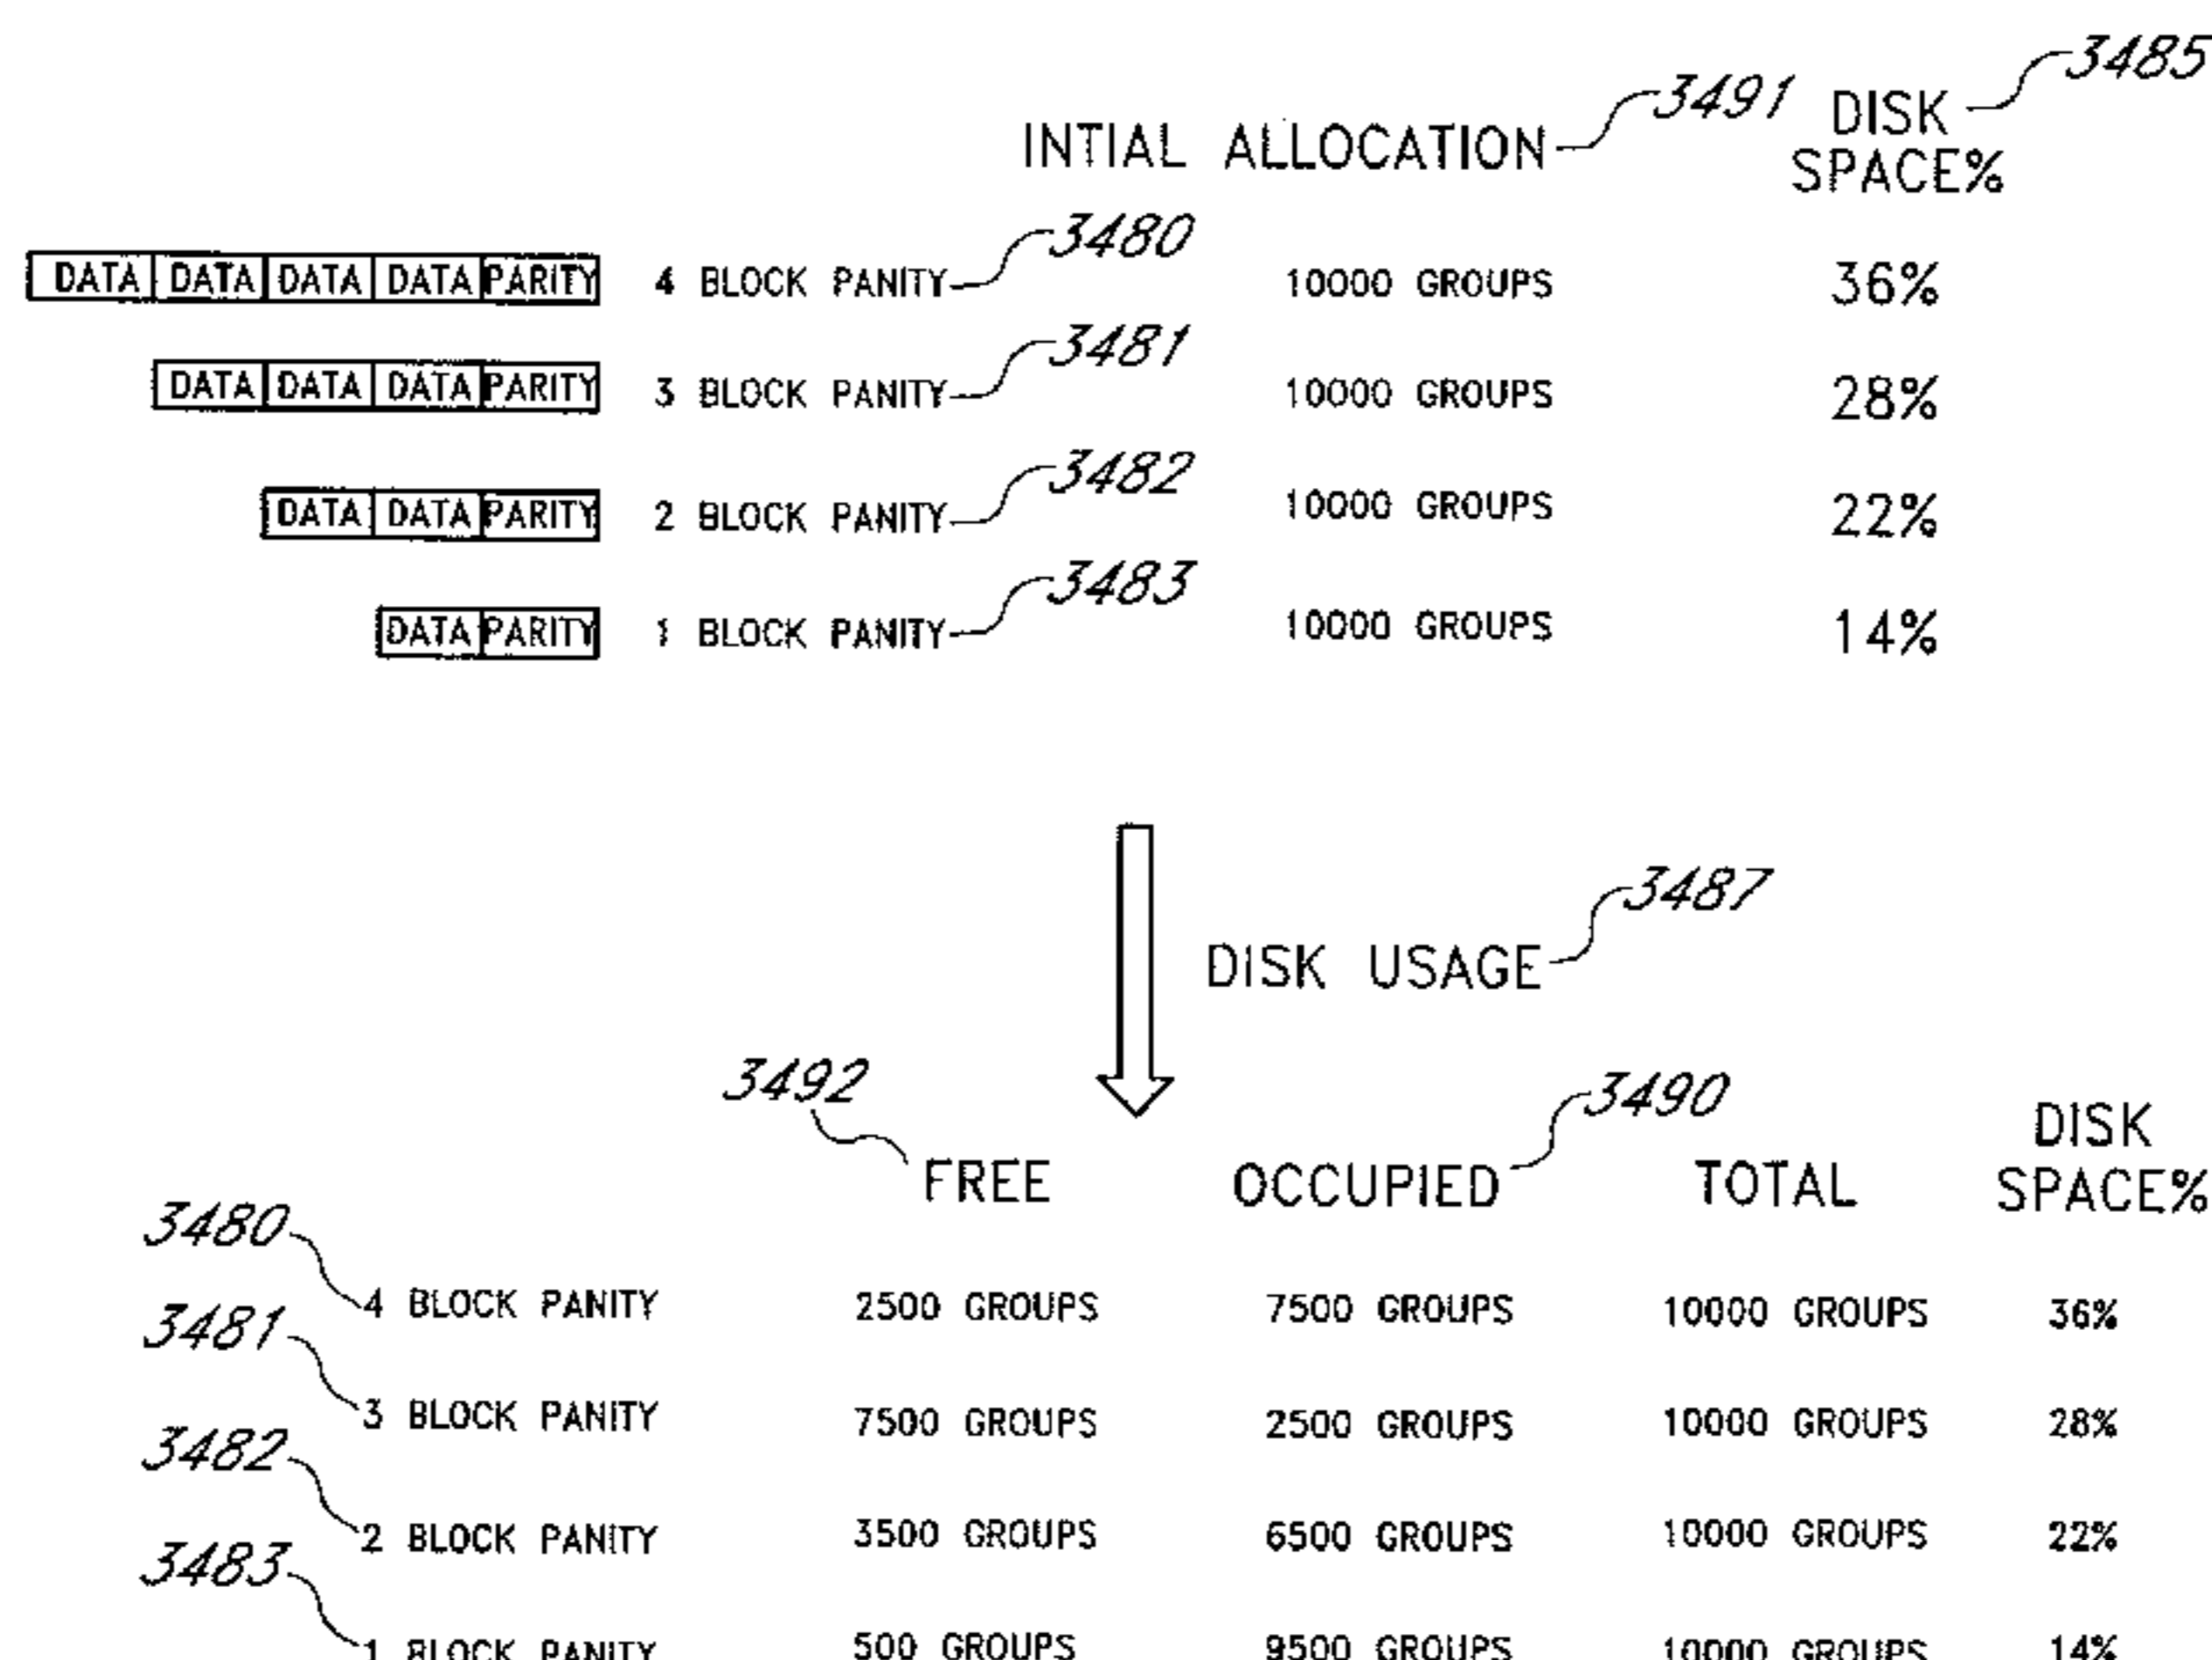 3485
3491
DISK
INTIAL ALLOCATION
SPACE%
3480
DATA DATA DATA DATA PARITY 4 BLOCK PANITY 10000 GROUPS 36%
3481
DATA DATA DATA PARITY 3 BLOCK PANITY 10000 GROUPS 28%
3482
DATA DATA PARITY 2 BLOCK PANITY 10000 GROUPS 22%
3483
DATA PARITY 1 BLOCK PANITY 10000 GROUPS 14%
3487
DISK USAGE
3492
3490
DISK
FREE OCCUPIED TOTAL SPACE%
3480
4 BLOCK PANITY 2500 GROUPS 7500 GROUPS 10000 GROUPS 36%
3481
3 BLOCK PANITY 7500 GROUPS 2500 GROUPS 10000 GROUPS 28%
3482
2 BLOCK PANITY 3500 GROUPS 6500 GROUPS 10000 GROUPS 22%
3483
1 BLOCK PANITY 500 GROUPS 9500 GROUPS 10000 GROUPS 14%